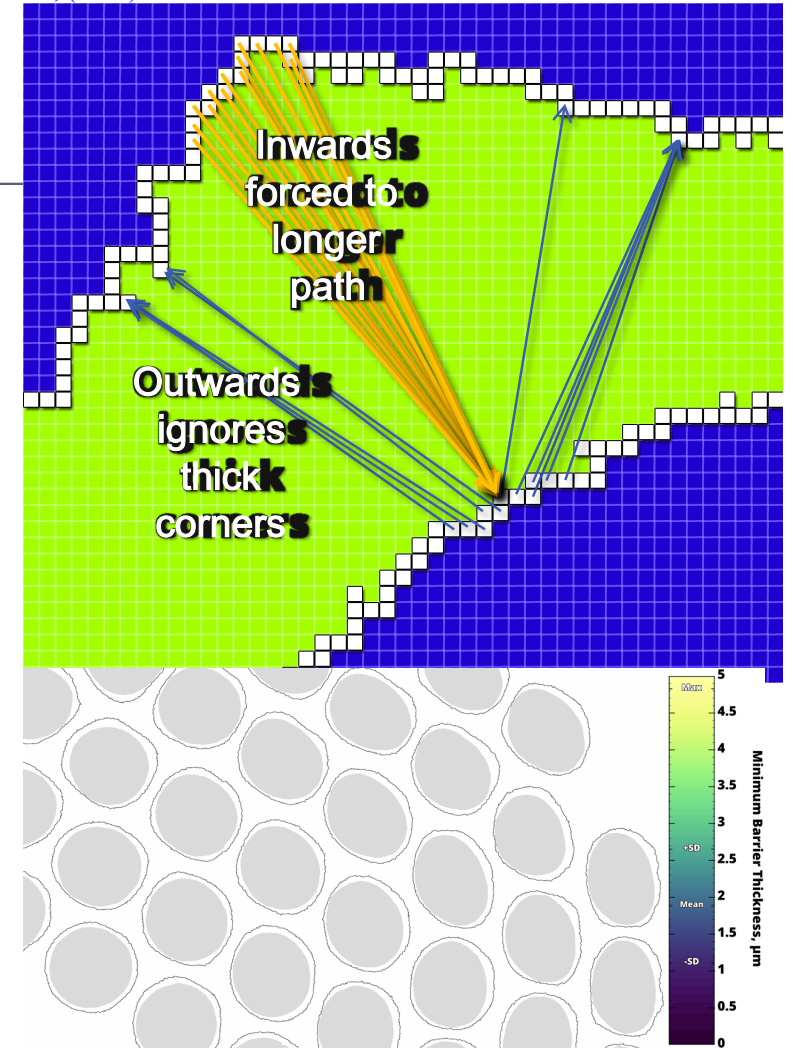 Inwards
forced to
longer
path
Outwards
ignores
thick
corners
5
Max
4.5
4
3.5
3
+SD
2.5
2
Mean
1.5
-SD
1
0.5
0
Minimum Barrier Thickness, µm